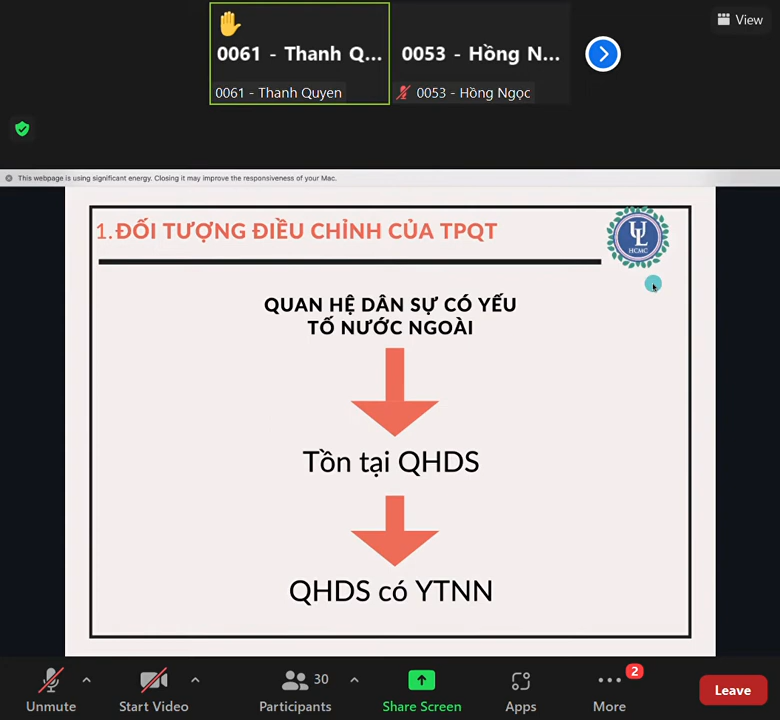 View
0061 - Thanh Q...
0053 - Hồng N...
0061 - Thanh Quyen
0053 - Hồng Ngọc
This webpage is using significant energy. Closing it may improve the responsiveness of your Mac.
1.ĐỐI TƯỢNG ĐIỀU CHỈNH CỦA TPQT
UL
HCMC
QUAN HỆ DÂN SỰ CÓ YẾU
TỐ NƯỚC NGOÀI
Tồn tại QHDS
QHDS có YTNN
2
30
Unmute
Start Video
Participants
Share Screen
Apps
More
Leave